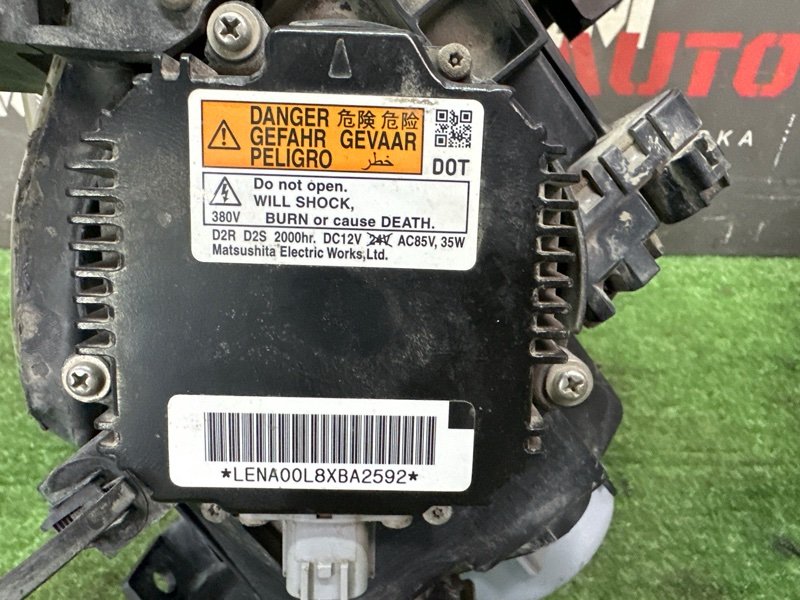 AUTO
KA
DANGER 危険 危险
GEFAHR GEVAAR
PELIGRO خطر
DOT
Do not open.
WILL SHOCK,
380V BURN or cause DEATH.
D2R D2S 2000hr. DC12V 24V AC85V, 35W
Matsushita Electric Works,Ltd.
*LENA00L8XBA2592*